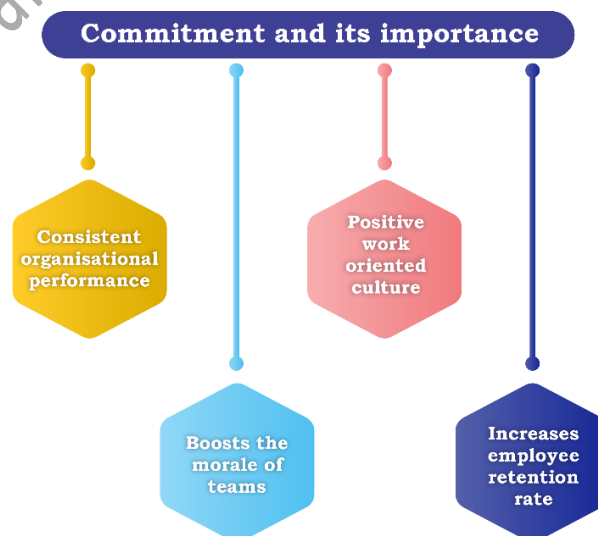 Commitment and its importance
Consistent
organisational
performance
Boosts the
morale of
teams
Positive
work
oriented
culture
Increases
employee
retention
rate